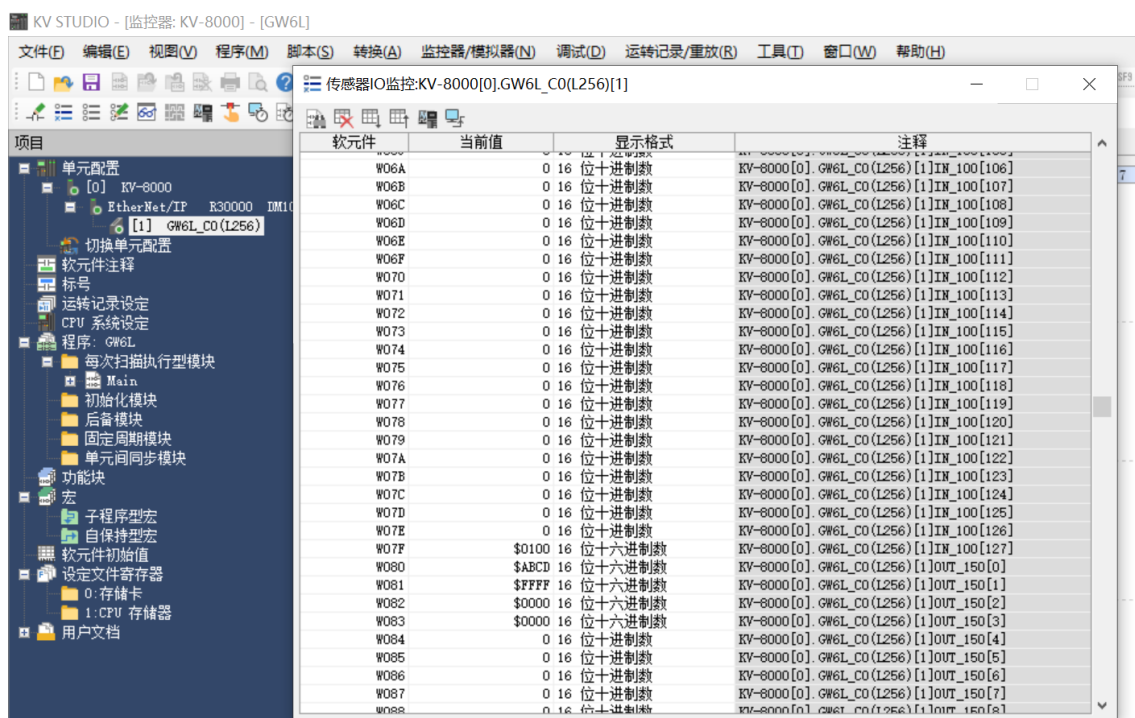 KV STUDIO - [监控器: KV-8000] - [GW6L]
文件(F) 编辑(E) 视图(V) 程序(M) 脚本(S) 转换(A) 监控器/模拟器(N) 调试(D) 运转记录/重放(R) 工具(T) 窗口(W) 帮助(H)
传感器IO监控:KV-8000[0].GW6L_C0(L256)[1]
项目
单元配置
[0] KV-8000
EtherNet/IP R30000 DM10
[1] GW6L_C0(L256)
切换单元配置
软元件注释
标号
运转记录设定
CPU 系统设定
程序: GW6L
每次扫描执行型模块
Main
初始化模块
后备模块
固定周期模块
单元间同步模块
功能块
宏
子程序型宏
自保持型宏
软元件初始值
设定文件寄存器
0:存储卡
1:CPU 存储器
用户文档
软元件 当前值 显示格式 注释
W06A 0 16 位十进制数 KV-8000[0].GW6L_C0(L256)[1]IN_100[106]
W06B 0 16 位十进制数 KV-8000[0].GW6L_C0(L256)[1]IN_100[107]
W06C 0 16 位十进制数 KV-8000[0].GW6L_C0(L256)[1]IN_100[108]
W06D 0 16 位十进制数 KV-8000[0].GW6L_C0(L256)[1]IN_100[109]
W06E 0 16 位十进制数 KV-8000[0].GW6L_C0(L256)[1]IN_100[110]
W06F 0 16 位十进制数 KV-8000[0].GW6L_C0(L256)[1]IN_100[111]
W070 0 16 位十进制数 KV-8000[0].GW6L_C0(L256)[1]IN_100[112]
W071 0 16 位十进制数 KV-8000[0].GW6L_C0(L256)[1]IN_100[113]
W072 0 16 位十进制数 KV-8000[0].GW6L_C0(L256)[1]IN_100[114]
W073 0 16 位十进制数 KV-8000[0].GW6L_C0(L256)[1]IN_100[115]
W074 0 16 位十进制数 KV-8000[0].GW6L_C0(L256)[1]IN_100[116]
W075 0 16 位十进制数 KV-8000[0].GW6L_C0(L256)[1]IN_100[117]
W076 0 16 位十进制数 KV-8000[0].GW6L_C0(L256)[1]IN_100[118]
W077 0 16 位十进制数 KV-8000[0].GW6L_C0(L256)[1]IN_100[119]
W078 0 16 位十进制数 KV-8000[0].GW6L_C0(L256)[1]IN_100[120]
W079 0 16 位十进制数 KV-8000[0].GW6L_C0(L256)[1]IN_100[121]
W07A 0 16 位十进制数 KV-8000[0].GW6L_C0(L256)[1]IN_100[122]
W07B 0 16 位十进制数 KV-8000[0].GW6L_C0(L256)[1]IN_100[123]
W07C 0 16 位十进制数 KV-8000[0].GW6L_C0(L256)[1]IN_100[124]
W07D 0 16 位十进制数 KV-8000[0].GW6L_C0(L256)[1]IN_100[125]
W07E 0 16 位十进制数 KV-8000[0].GW6L_C0(L256)[1]IN_100[126]
W07F $0100 16 位十六进制数 KV-8000[0].GW6L_C0(L256)[1]IN_100[127]
W080 $ABCD 16 位十六进制数 KV-8000[0].GW6L_C0(L256)[1]OUT_150[0]
W081 $FFFF 16 位十六进制数 KV-8000[0].GW6L_C0(L256)[1]OUT_150[1]
W082 $0000 16 位十六进制数 KV-8000[0].GW6L_C0(L256)[1]OUT_150[2]
W083 $0000 16 位十六进制数 KV-8000[0].GW6L_C0(L256)[1]OUT_150[3]
W084 0 16 位十进制数 KV-8000[0].GW6L_C0(L256)[1]OUT_150[4]
W085 0 16 位十进制数 KV-8000[0].GW6L_C0(L256)[1]OUT_150[5]
W086 0 16 位十进制数 KV-8000[0].GW6L_C0(L256)[1]OUT_150[6]
W087 0 16 位十进制数 KV-8000[0].GW6L_C0(L256)[1]OUT_150[7]
W088 0 16 位十进制数 KV-8000[0].GW6L_C0(L256)[1]OUT_150[8]